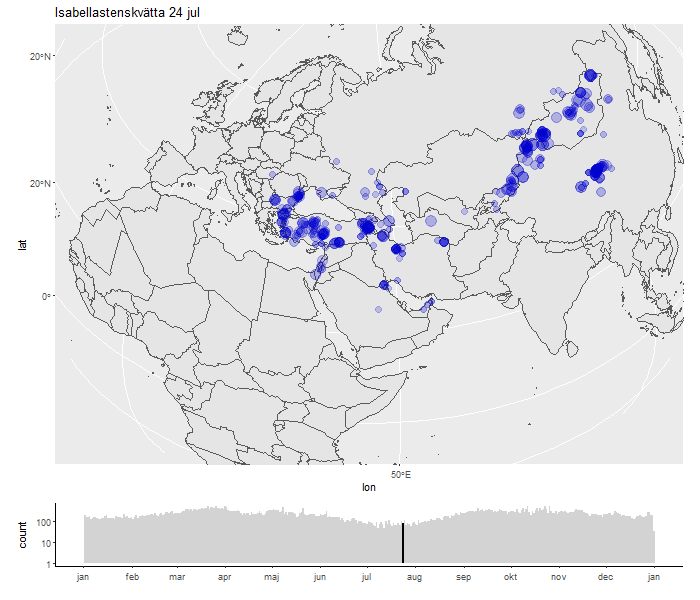 Isabellastenskvätta 24 jul
20°N
20°N
0°
lat
50°E
lon
count
100
10
1
jan feb mar apr maj jun jul aug sep okt nov dec jan